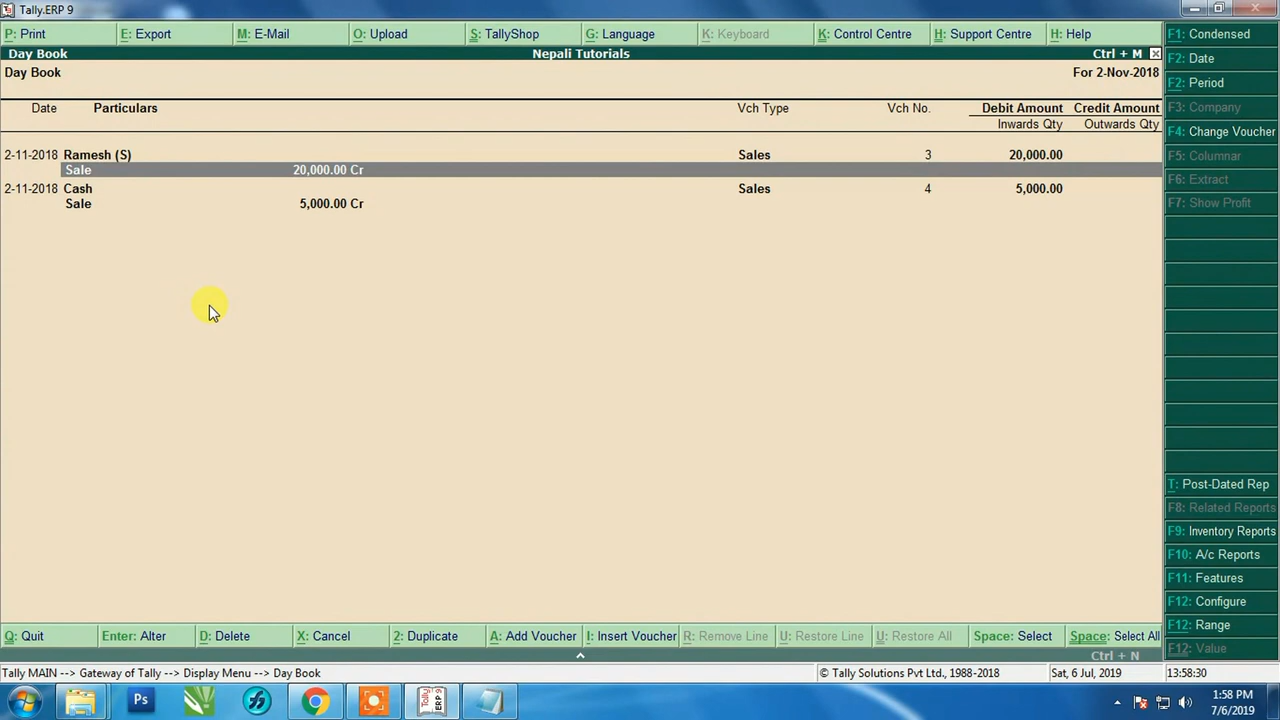 Tally.ERP 9
P: Print E: Export M: E-Mail O: Upload S: TallyShop G: Language K: Keyboard K: Control Centre H: Support Centre H: Help
Day Book Nepali Tutorials Ctrl + M
Day Book For 2-Nov-2018
Date Particulars Vch Type Vch No. Debit Amount Credit Amount
Inwards Qty Outwards Qty
2-11-2018 Ramesh (S) Sales 3 20,000.00
Sale 20,000.00 Cr
2-11-2018 Cash Sales 4 5,000.00
Sale 5,000.00 Cr
F1: Condensed
F2: Date
F2: Period
F3: Company
F4: Change Voucher
F5: Columnar
F6: Extract
F7: Show Profit
T: Post-Dated Rep
F8: Related Reports
F9: Inventory Reports
F10: A/c Reports
F11: Features
F12: Configure
F12: Range
F12: Value
Q: Quit Enter: Alter D: Delete X: Cancel 2: Duplicate A: Add Voucher I: Insert Voucher R: Remove Line U: Restore Line U: Restore All Space: Select Space: Select All
Ctrl + N
Tally MAIN --> Gateway of Tally --> Display Menu --> Day Book © Tally Solutions Pvt Ltd., 1988-2018 Sat, 6 Jul, 2019 13:58:30
Ps Tally ERP 9 1:58 PM
7/6/2019